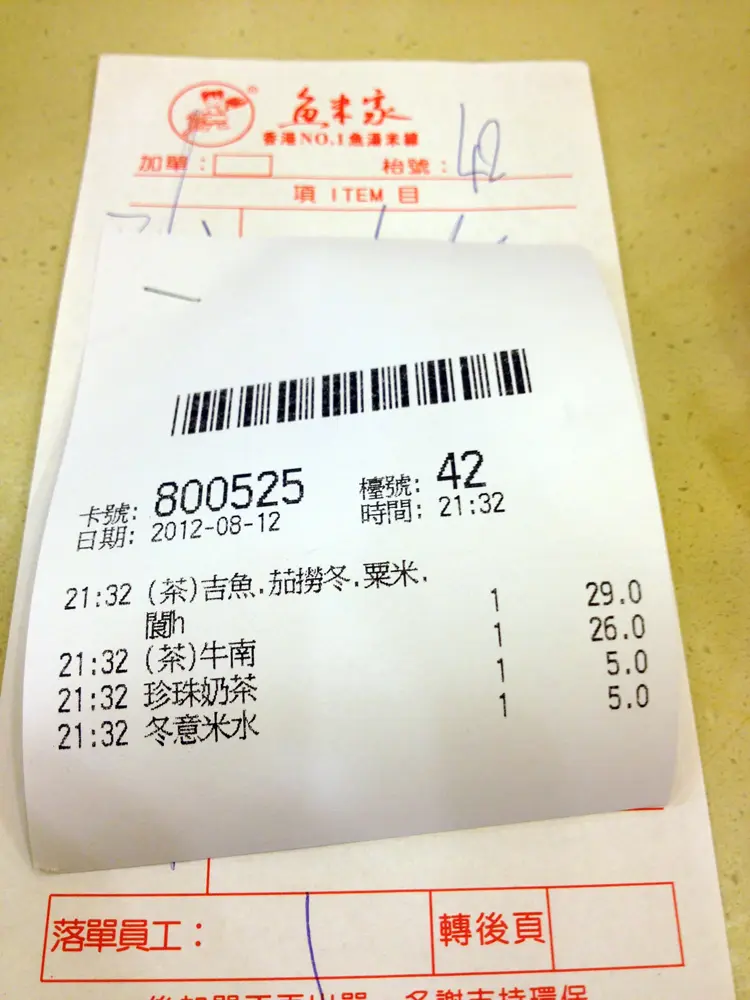 魚米家
香港NO.1魚湯米線
加單：
枱號： 42
項 ITEM 目
卡號: 800525 檯號: 42
日期: 2012-08-12 時間: 21:32
21:32 (茶)吉魚.茄撈冬.粟米. 1 29.0
21:32 (茶)牛南 1 26.0
21:32 珍珠奶茶 1 5.0
21:32 冬意米水 1 5.0
落單員工：
轉後頁